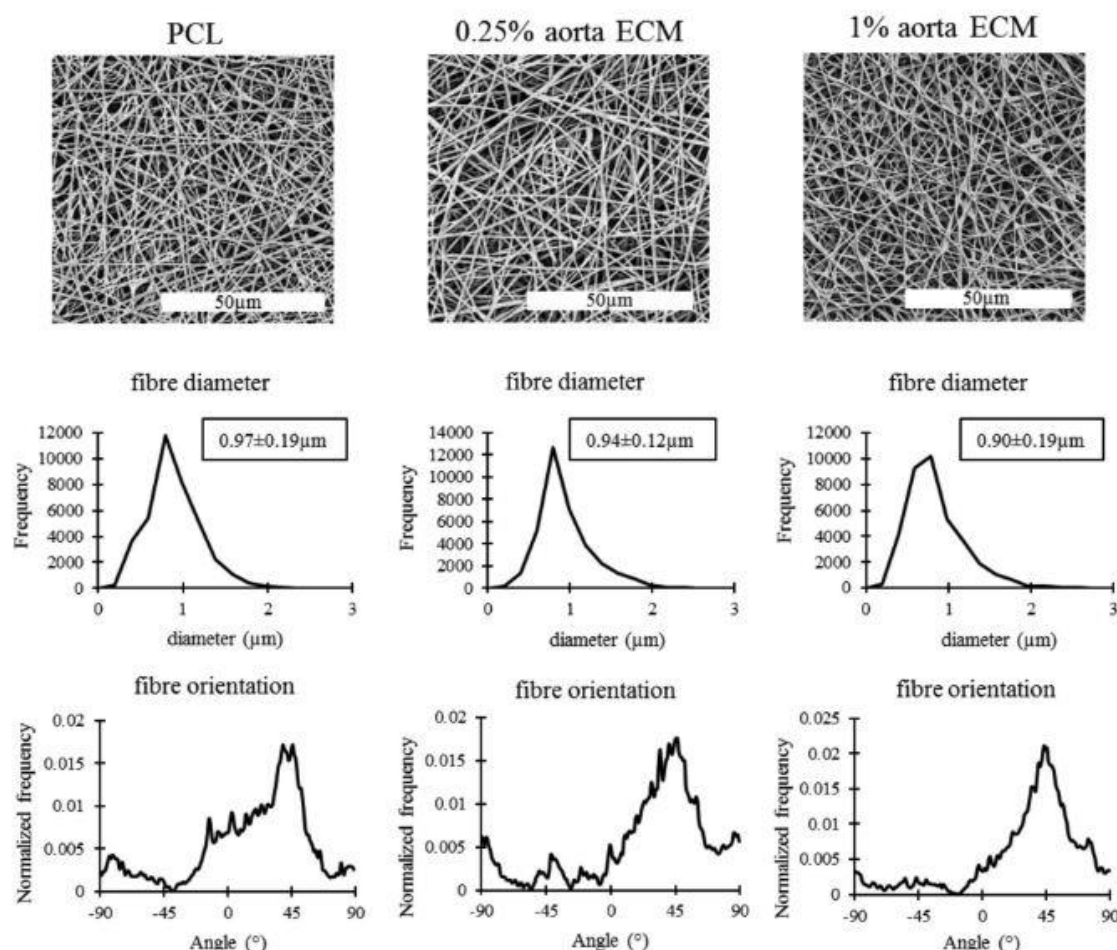 PCL 0.25% aorta ECM 1% aorta ECM
50µm 50µm 50µm
fibre diameter fibre diameter fibre diameter
0.97±0.19µm 0.94±0.12µm 0.90±0.19µm
Frequency Frequency Frequency
12000 14000 12000
10000 12000 10000
8000 10000 8000
6000 8000 6000
4000 6000 4000
2000 4000 2000
0 2000 0
0
0 1 2 3 0 1 2 3 0 1 2 3
diameter (µm) diameter (µm) diameter (µm)
fibre orientation fibre orientation fibre orientation
Normalized frequency Normalized frequency Normalized frequency
0.02 0.02 0.025
0.015 0.015 0.02
0.01 0.01 0.015
0.005 0.005 0.01
0 0 0.005
0
-90 -45 0 45 90 -90 -45 0 45 90 -90 -45 0 45 90
Angle (°) Angle (°) Angle (°)